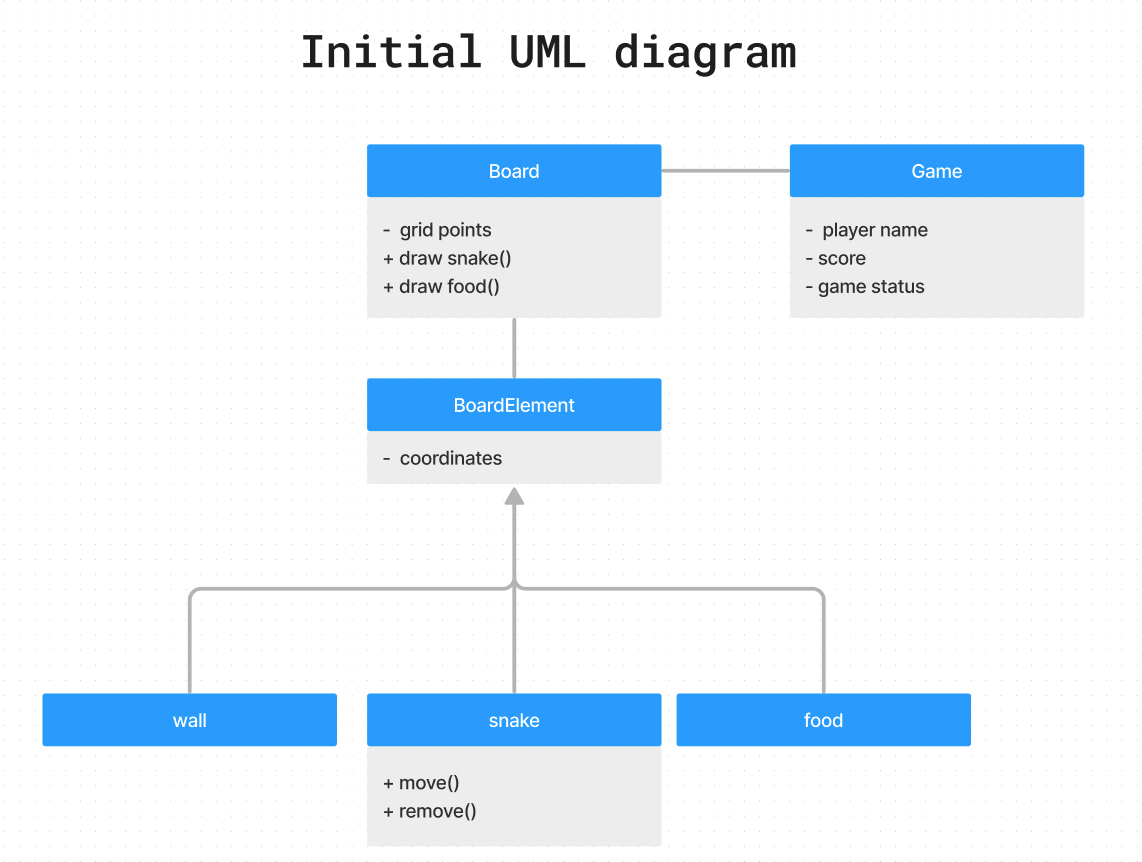 Initial UML diagram
Board
- grid points
+ draw snake()
+ draw food()
Game
- player name
- score
- game status
BoardElement
- coordinates
wall
snake
+ move()
+ remove()
food